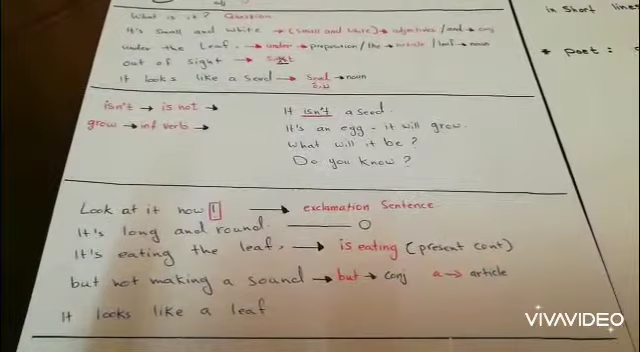 adj
in short lines
What is it? Question
It's small and white → (small and white) → adjectives / and → conj
under the leaf. → under → preposition / the → article / leaf → noun
* poet :
out of sight → sight
It looks like a seed → seed → noun
isn't → is not →
It isn't a seed.
grow → inf verb →
It's an egg - it will grow.
What will it be?
Do you know?
Look at it now ! → exclamation Sentence
It's long and round.
It's eating the leaf, → is eating (present cont)
but not making a sound → but → conj a → article
It looks like a leaf
VIVAVIDEO